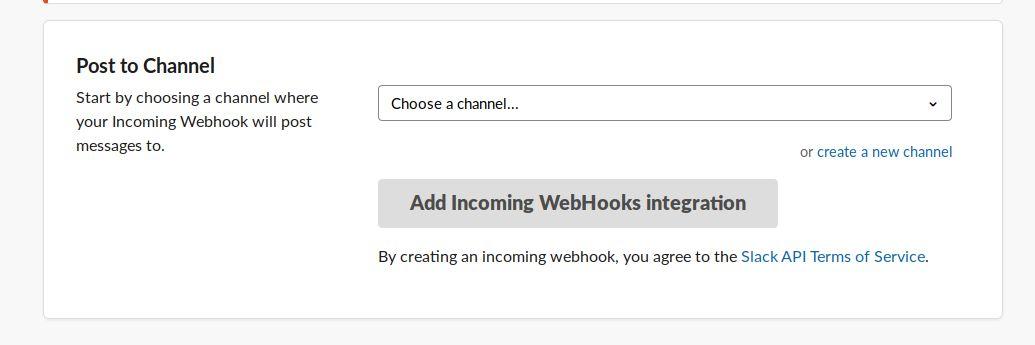 Post to Channel
Start by choosing a channel where
your Incoming Webhook will post
messages to.
Choose a channel...
or create a new channel
Add Incoming WebHooks integration
By creating an incoming webhook, you agree to the Slack API Terms of Service.